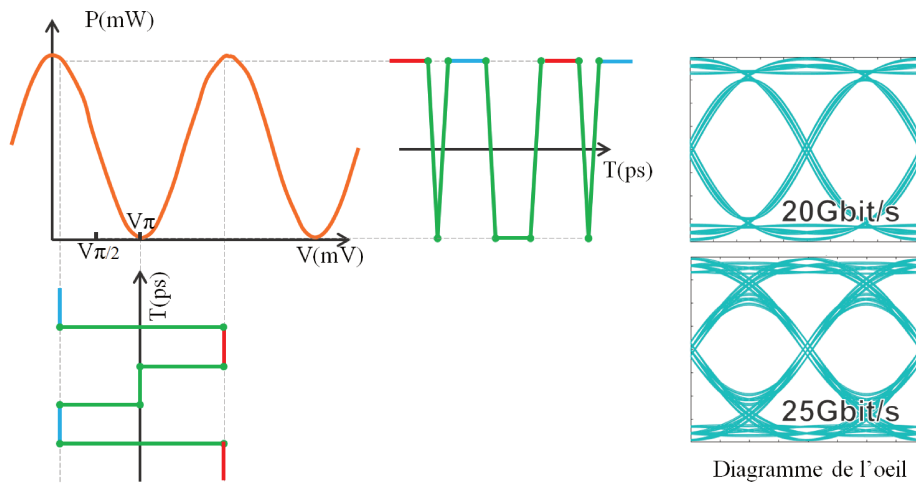 P(mW)
Vπ
Vπ/2
V(mV)
T(ps)
T(ps)
20Gbit/s
25Gbit/s
Diagramme de l'oeil